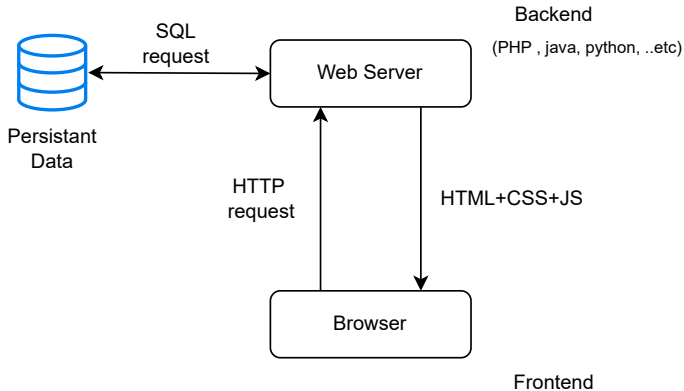 Backend
(PHP , java, python, ..etc)
SQL
request
Web Server
Persistant
Data
HTTP
request
HTML+CSS+JS
Browser
Frontend